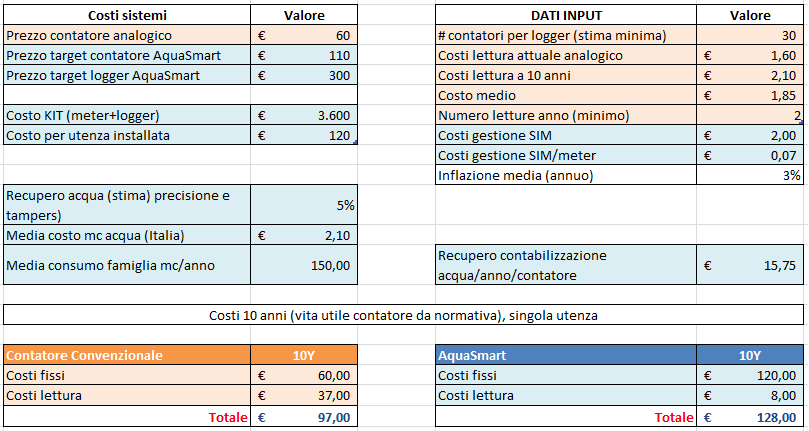 Costi sistemi Valore DATI INPUT Valore
Prezzo contatore analogico € 60 # contatori per logger (stima minima) 30
Prezzo target contatore AquaSmart € 110 Costi lettura attuale analogico € 1,60
Prezzo target logger AquaSmart € 300 Costi lettura a 10 anni € 2,10
Costo medio € 1,85
Costo KIT (meter+logger) € 3.600 Numero letture anno (minimo) 2
Costo per utenza installata € 120 Costi gestione SIM € 2,00
Costi gestione SIM/meter € 0,07
Inflazione media (annuo) 3%
Recupero acqua (stima) precisione e
tampers) 5%
Media costo mc acqua (Italia) € 2,10
Media consumo famiglia mc/anno 150,00 Recupero contabilizzazione
acqua/anno/contatore € 15,75
Costi 10 anni (vita utile contatore da normativa), singola utenza
Contatore Convenzionale 10Y AquaSmart 10Y
Costi fissi € 60,00 Costi fissi € 120,00
Costi lettura € 37,00 Costi lettura € 8,00
Totale € 97,00 Totale € 128,00